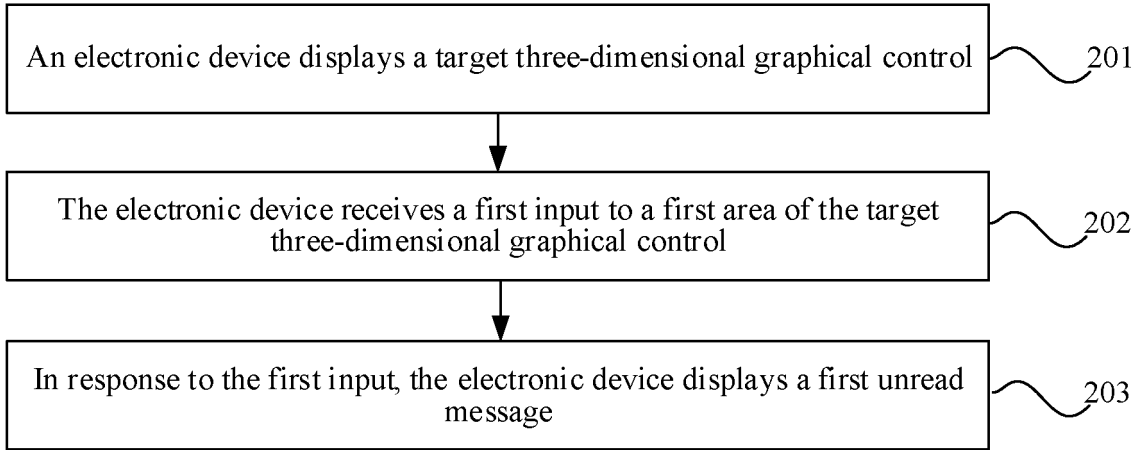 An electronic device displays a target three-dimensional graphical control
201
The electronic device receives a first input to a first area of the target
three-dimensional graphical control
202
In response to the first input, the electronic device displays a first unread
message
203